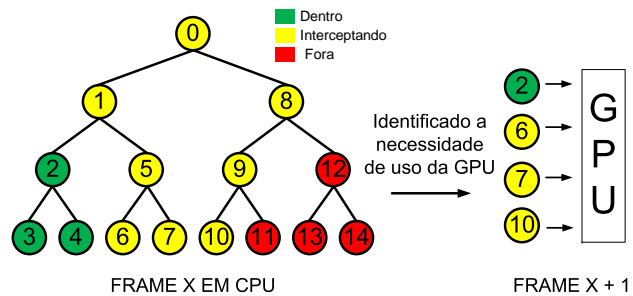 Dentro
Interceptando
Fora
0
1
8
2
5
9
12
3
4
6
7
10
11
13
14
FRAME X EM CPU
Identificado a
necessidade
de uso da GPU
2
6
7
10
G
P
U
FRAME X + 1